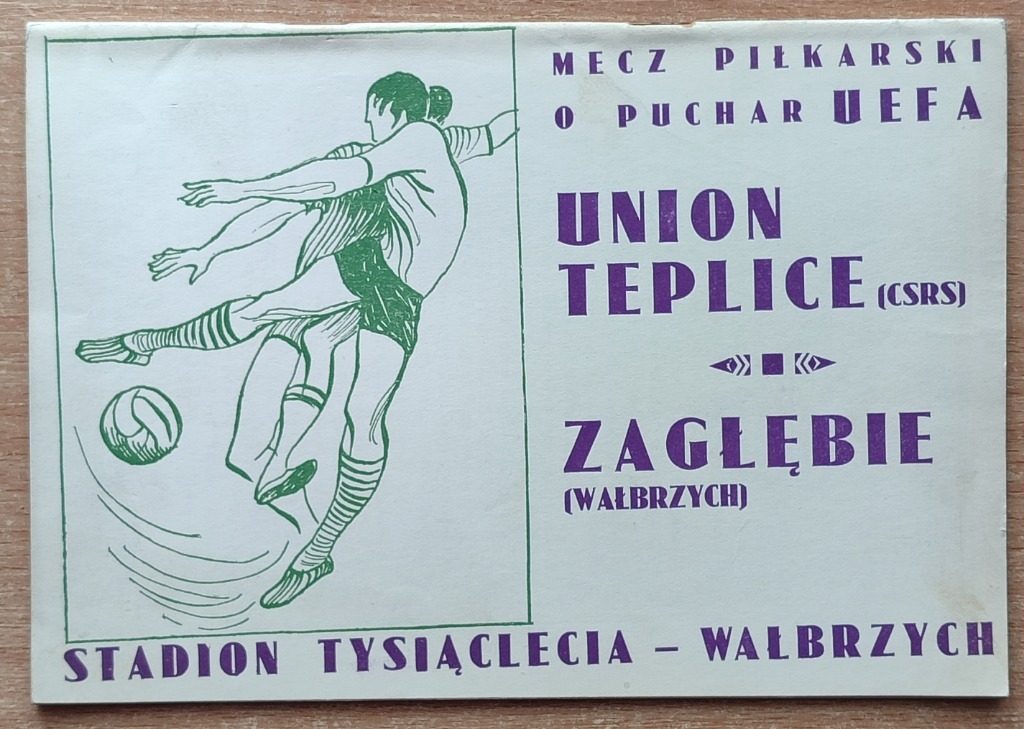 MECZ PIŁKARSKI
O PUCHAR UEFA
UNION
TEPLICE (CSRS)
ZAGŁĘBIE
(WAŁBRZYCH)
STADION TYSIĄCLECIA – WAŁBRZYCH